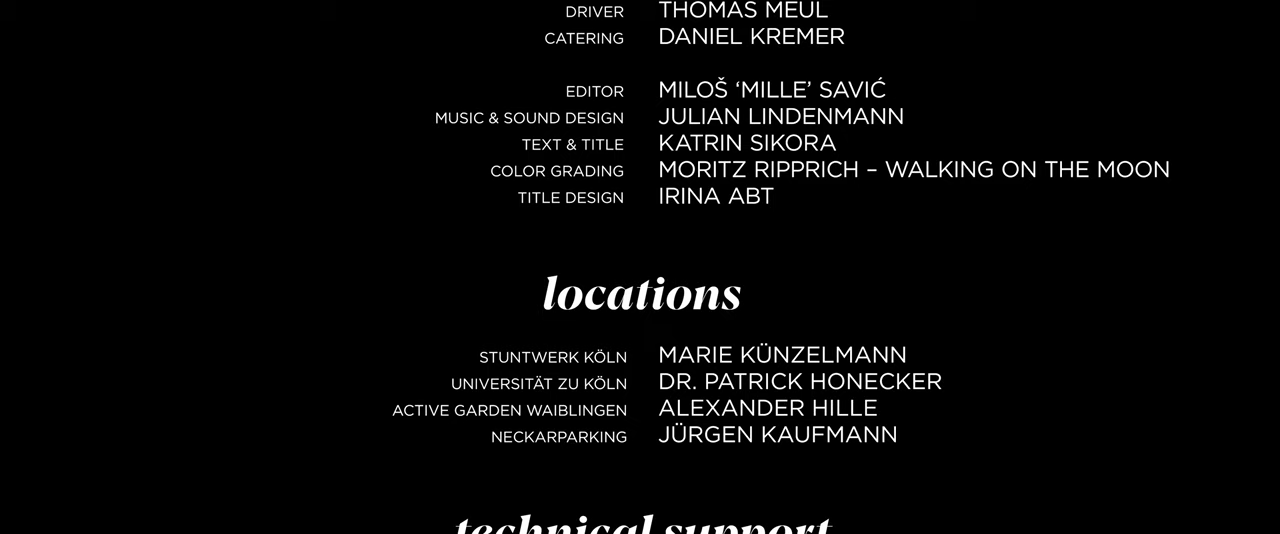 DRIVER THOMAS MEUL
CATERING DANIEL KREMER
EDITOR MILOŠ ‘MILLE’ SAVIĆ
MUSIC & SOUND DESIGN JULIAN LINDENMANN
TEXT & TITLE KATRIN SIKORA
COLOR GRADING MORITZ RIPPRICH – WALKING ON THE MOON
TITLE DESIGN IRINA ABT
locations
STUNTWERK KÖLN MARIE KÜNZELMANN
UNIVERSITÄT ZU KÖLN DR. PATRICK HONECKER
ACTIVE GARDEN WAIBLINGEN ALEXANDER HILLE
NECKARPARKING JÜRGEN KAUFMANN
technical support